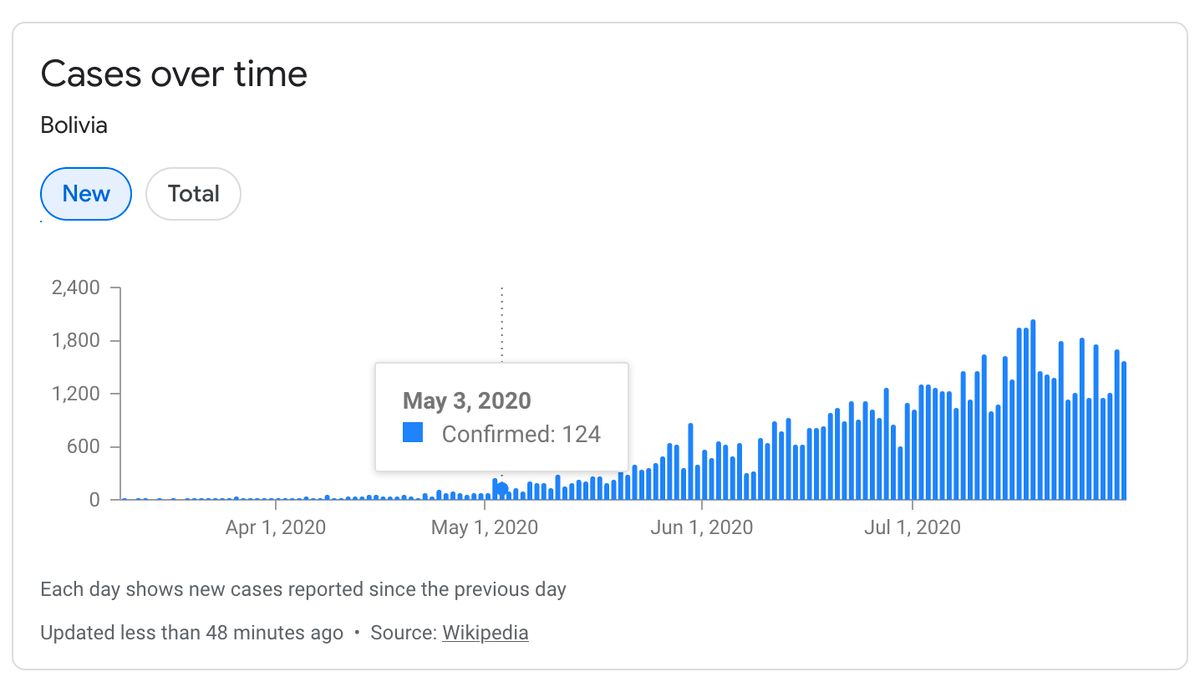 Cases over time
Bolivia
New Total
2,400
1,800
1,200
600
0
May 3, 2020
Confirmed: 124
Apr 1, 2020 May 1, 2020 Jun 1, 2020 Jul 1, 2020
Each day shows new cases reported since the previous day
Updated less than 48 minutes ago • Source: Wikipedia